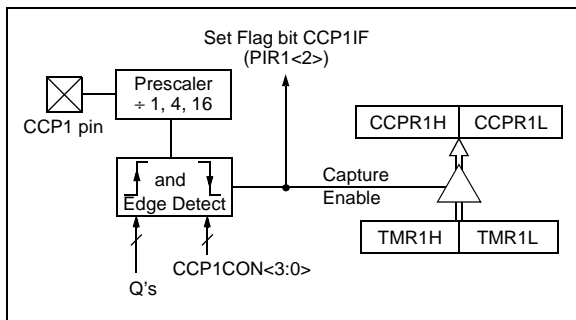 Set Flag bit CCP1IF
(PIR1<2>)
Prescaler
÷ 1, 4, 16
CCP1 pin
CCPR1H
CCPR1L
and
Edge Detect
Capture
Enable
TMR1H
TMR1L
CCP1CON<3:0>
Q's